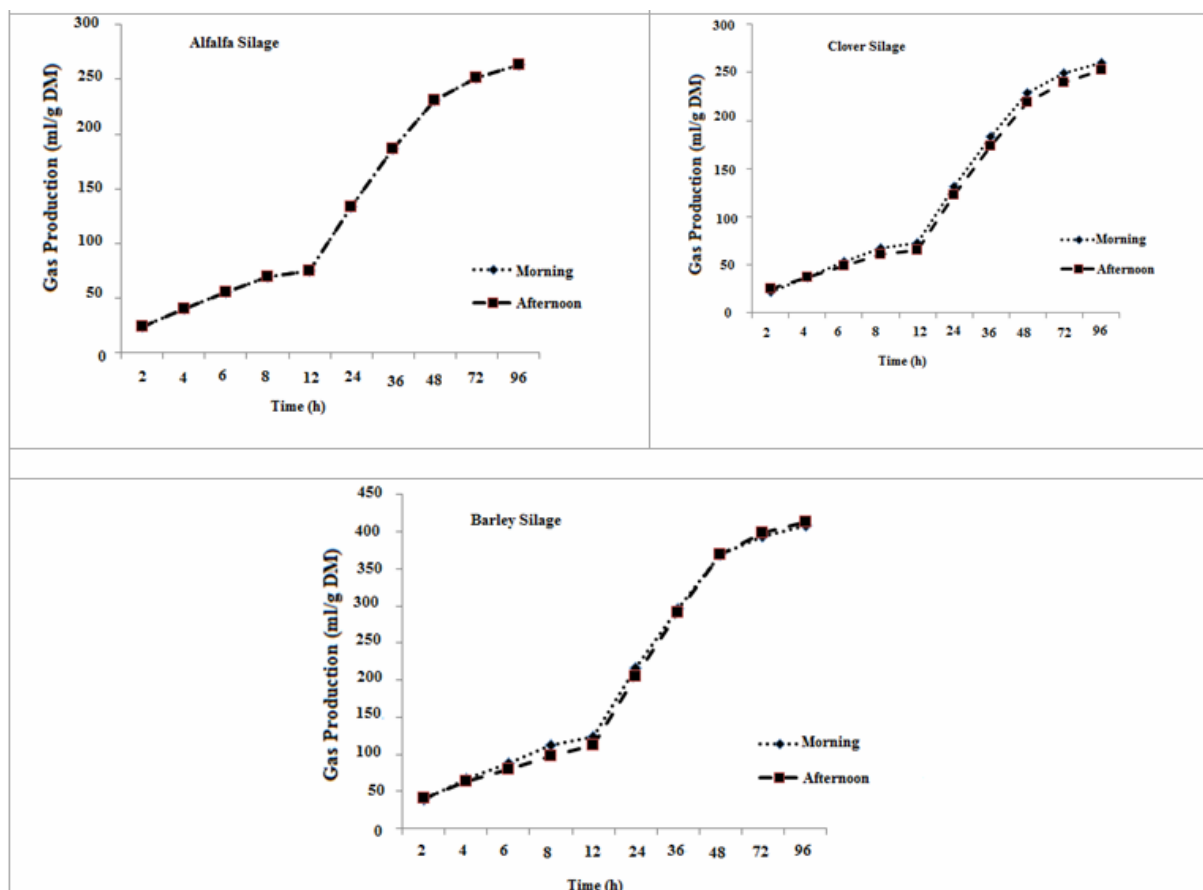 Alfalfa Silage
Gas Production (ml/g DM)
300
250
200
150
100
50
0
Morning
Afternoon
2 4 6 8 12 24 36 48 72 96
Time (h)
Clover Silage
Gas Production (ml/g DM)
300
250
200
150
100
50
0
Morning
Afternoon
2 4 6 8 12 24 36 48 72 96
Time (h)
Barley Silage
Gas Production (ml/g DM)
450
400
350
300
250
200
150
100
50
0
Morning
Afternoon
2 4 6 8 12 24 36 48 72 96
Time (h)